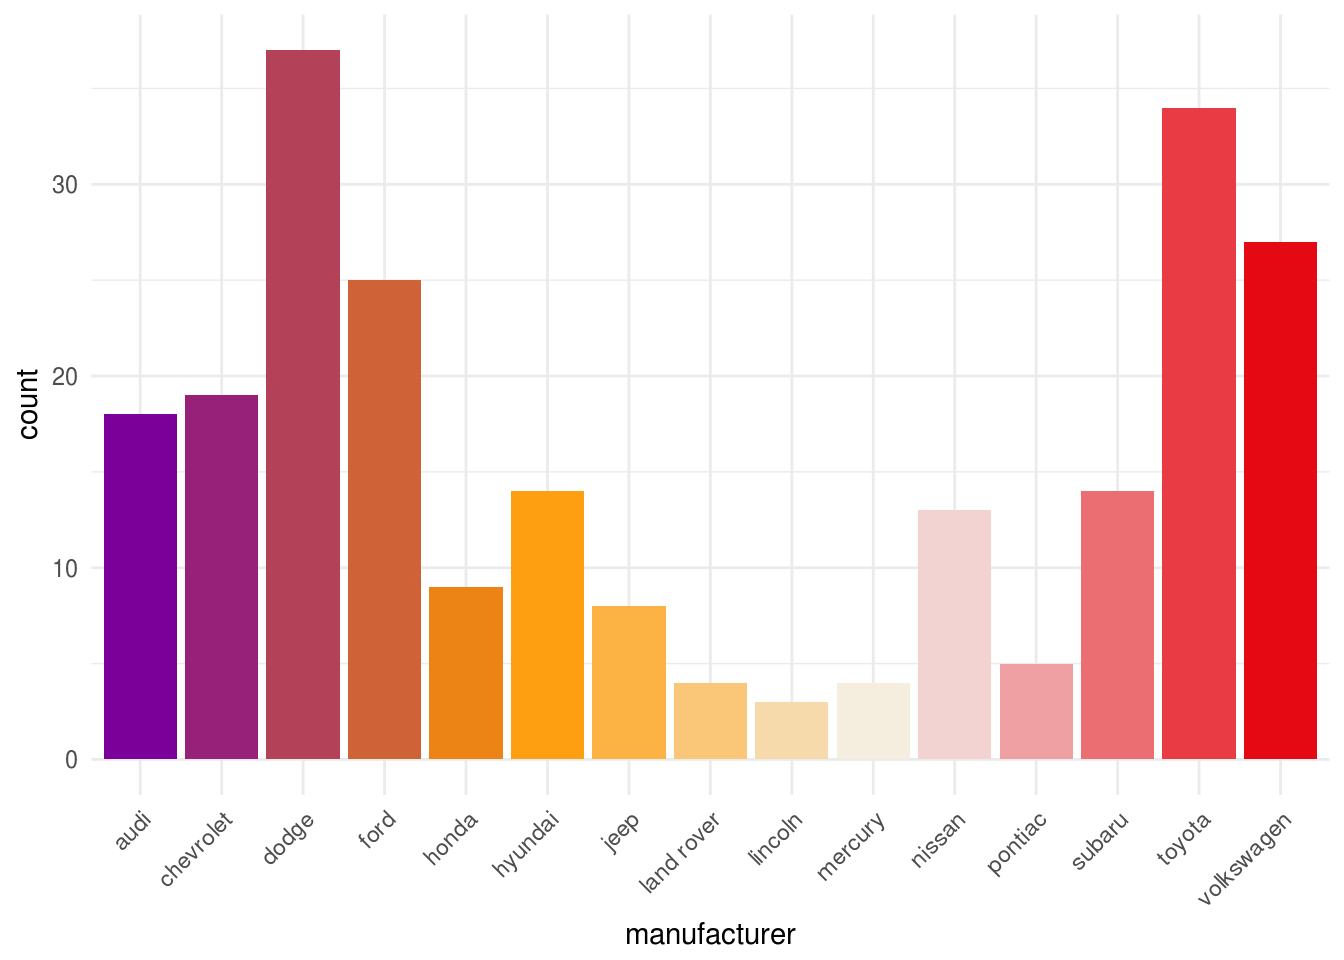 count
30
20
10
0
audi
chevrolet
dodge
ford
honda
hyundai
jeep
land rover
lincoln
mercury
nissan
pontiac
subaru
toyota
volkswagen
manufacturer